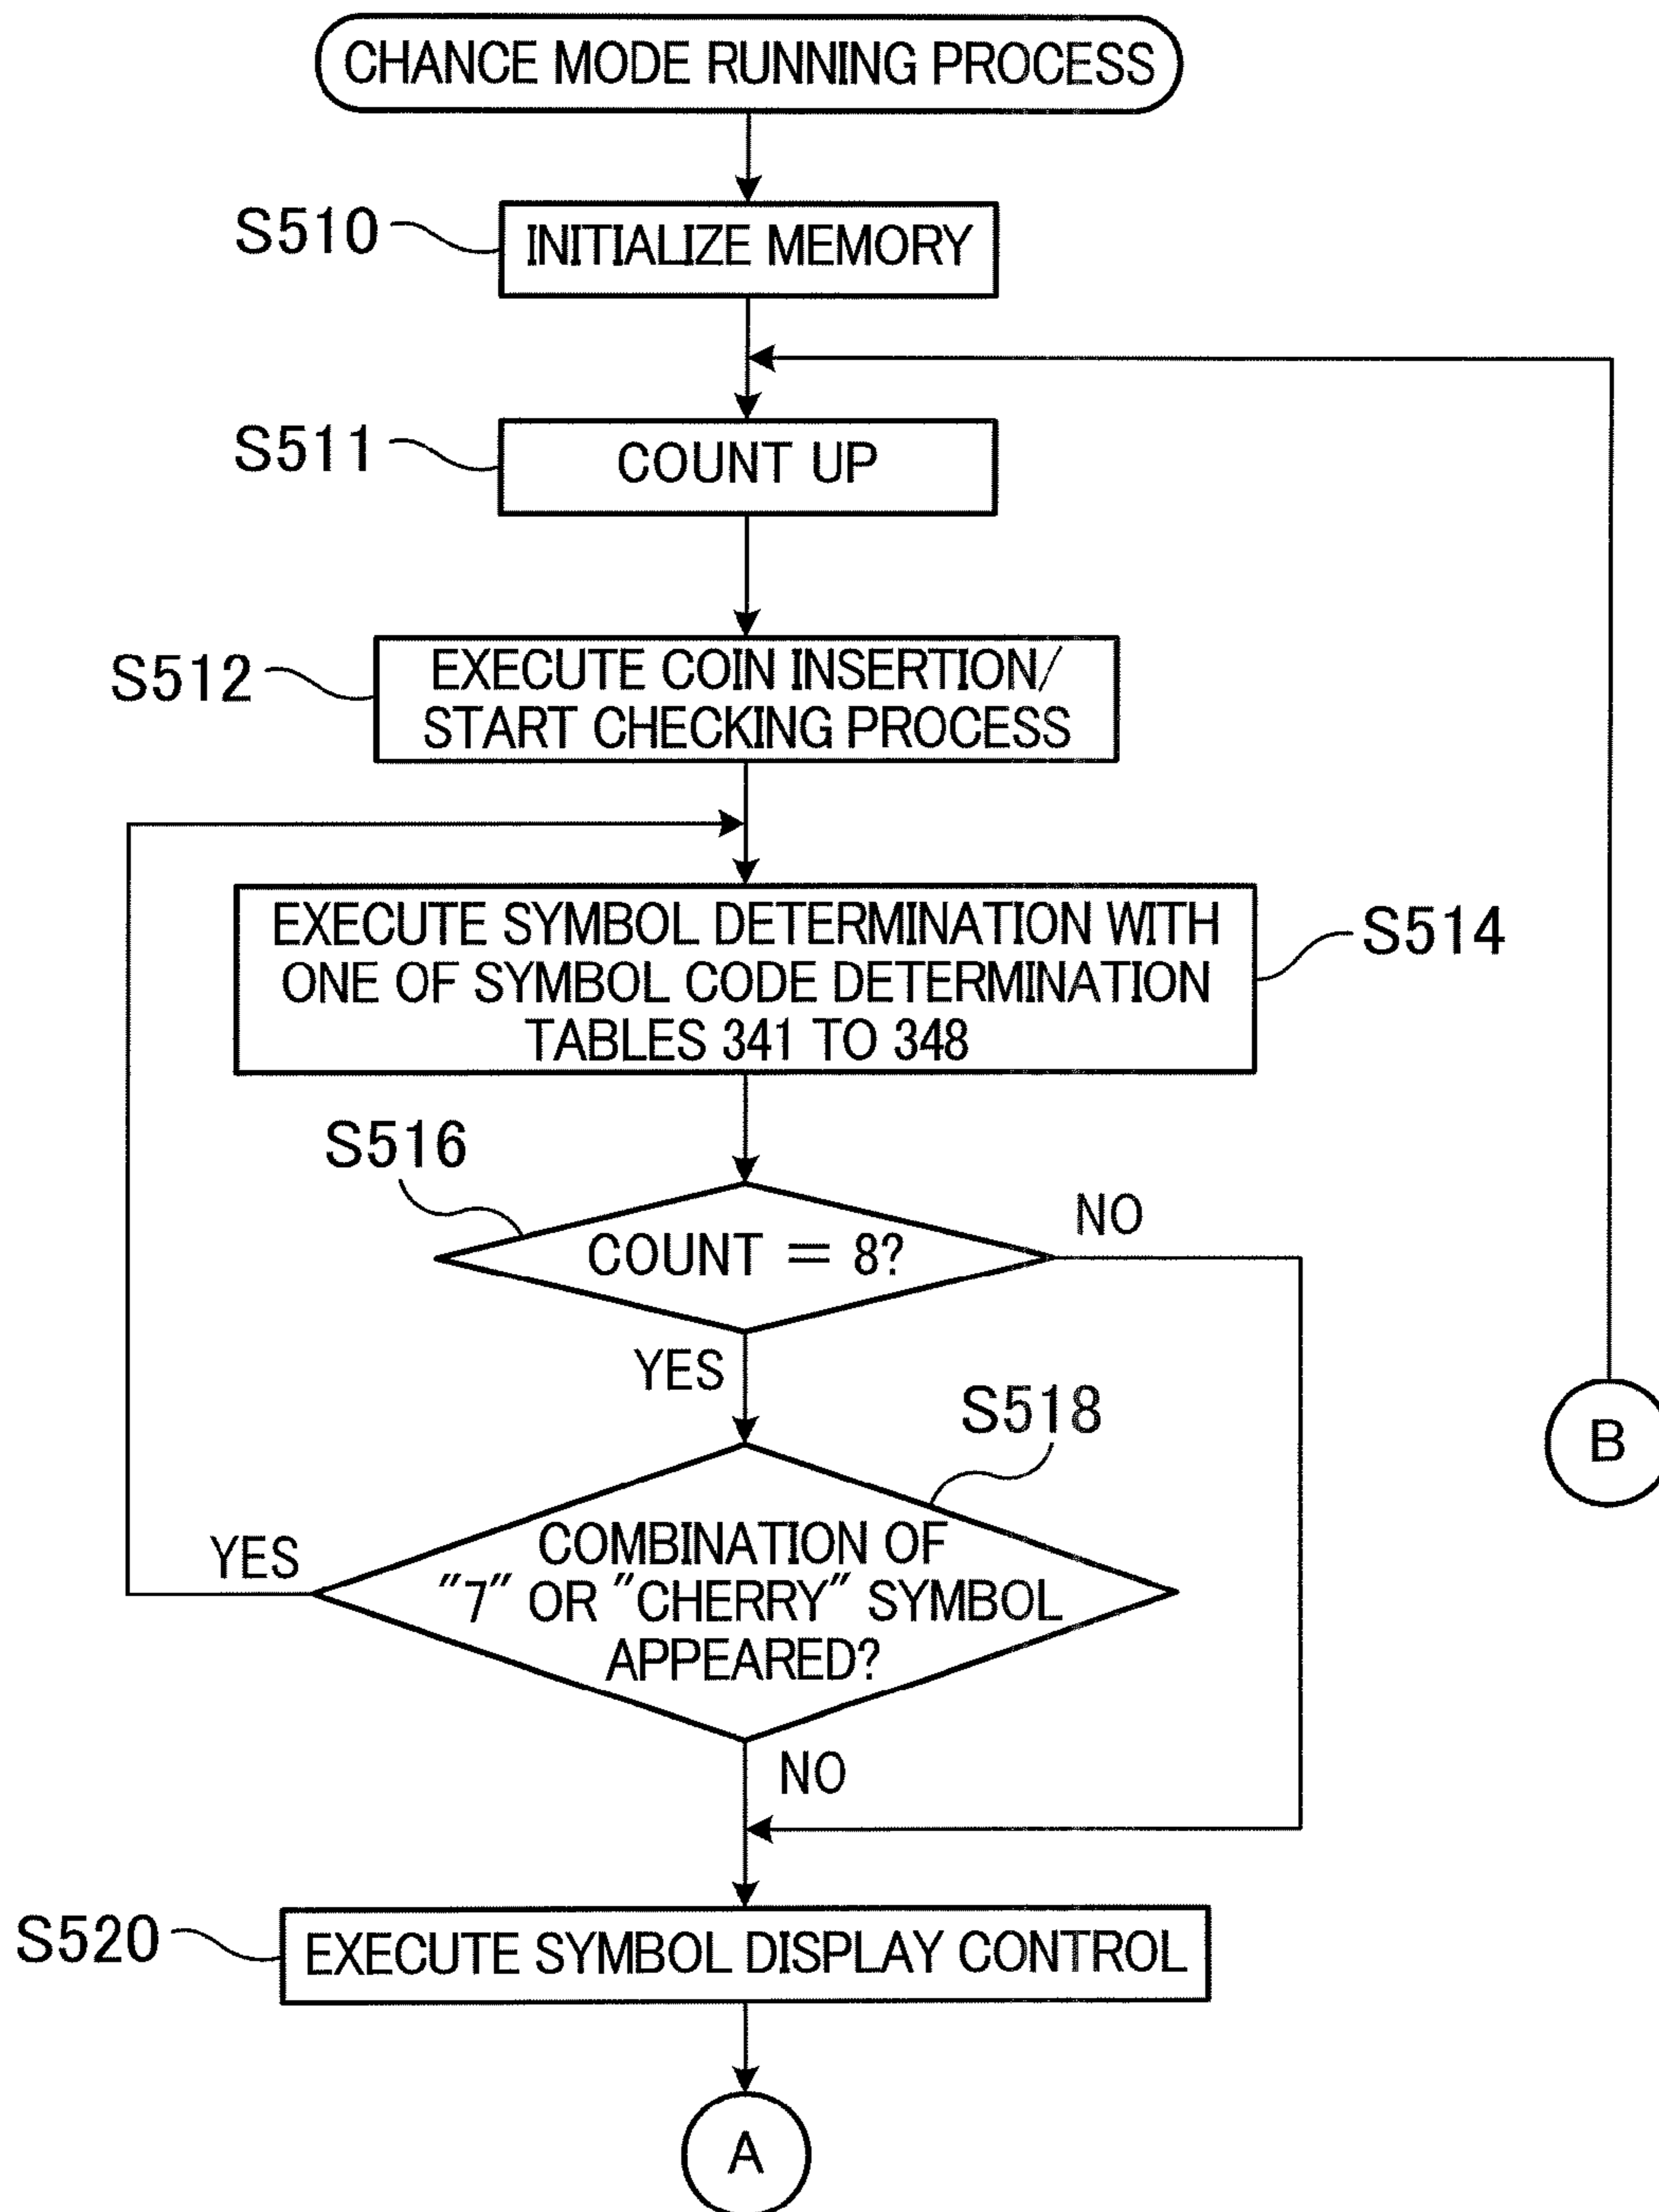 CHANCE MODE RUNNING PROCESS
S510
INITIALIZE MEMORY
S511
COUNT UP
S512
EXECUTE COIN INSERTION/
START CHECKING PROCESS
EXECUTE SYMBOL DETERMINATION WITH
ONE OF SYMBOL CODE DETERMINATION
TABLES 341 TO 348
S514
S516
COUNT = 8?
NO
YES
S518
B
YES
COMBINATION OF
"7" OR "CHERRY" SYMBOL
APPEARED?
NO
S520
EXECUTE SYMBOL DISPLAY CONTROL
A